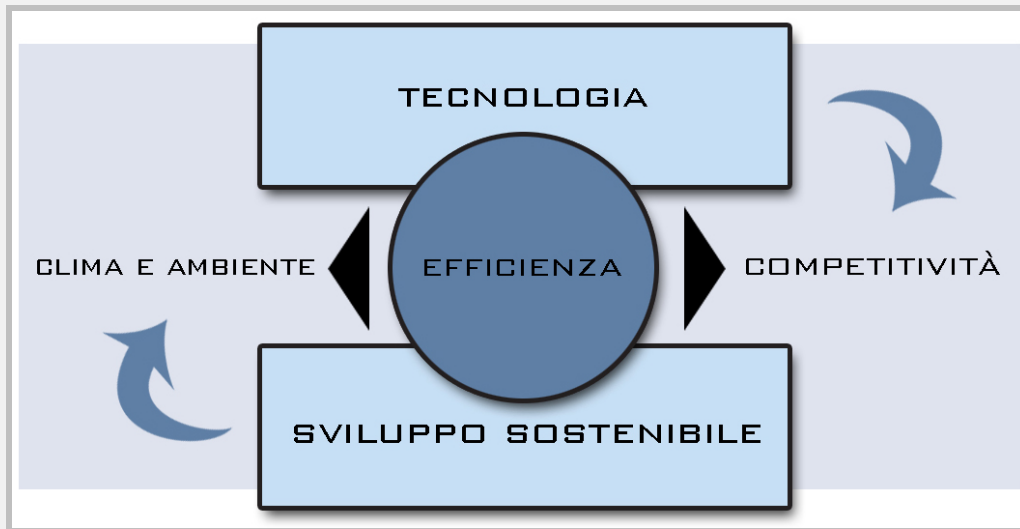 TECNOLOGIA
CLIMA E AMBIENTE
EFFICIENZA
COMPETITIVITÀ
SVILUPPO SOSTENIBILE